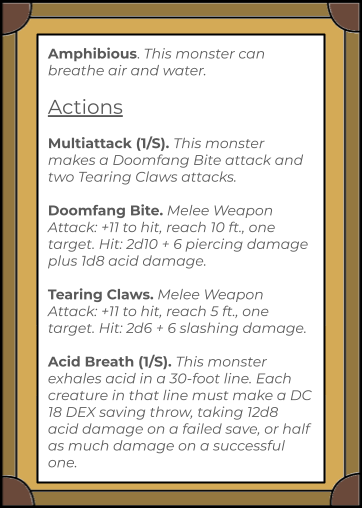 Amphibious. This monster can
breathe air and water.
Actions
Multiattack (1/S). This monster
makes a Doomfang Bite attack and
two Tearing Claws attacks.
Doomfang Bite. Melee Weapon
Attack: +11 to hit, reach 10 ft., one
target. Hit: 2d10 + 6 piercing damage
plus 1d8 acid damage.
Tearing Claws. Melee Weapon
Attack: +11 to hit, reach 5 ft., one
target. Hit: 2d6 + 6 slashing damage.
Acid Breath (1/S). This monster
exhales acid in a 30-foot line. Each
creature in that line must make a DC
18 DEX saving throw, taking 12d8
acid damage on a failed save, or half
as much damage on a successful
one.